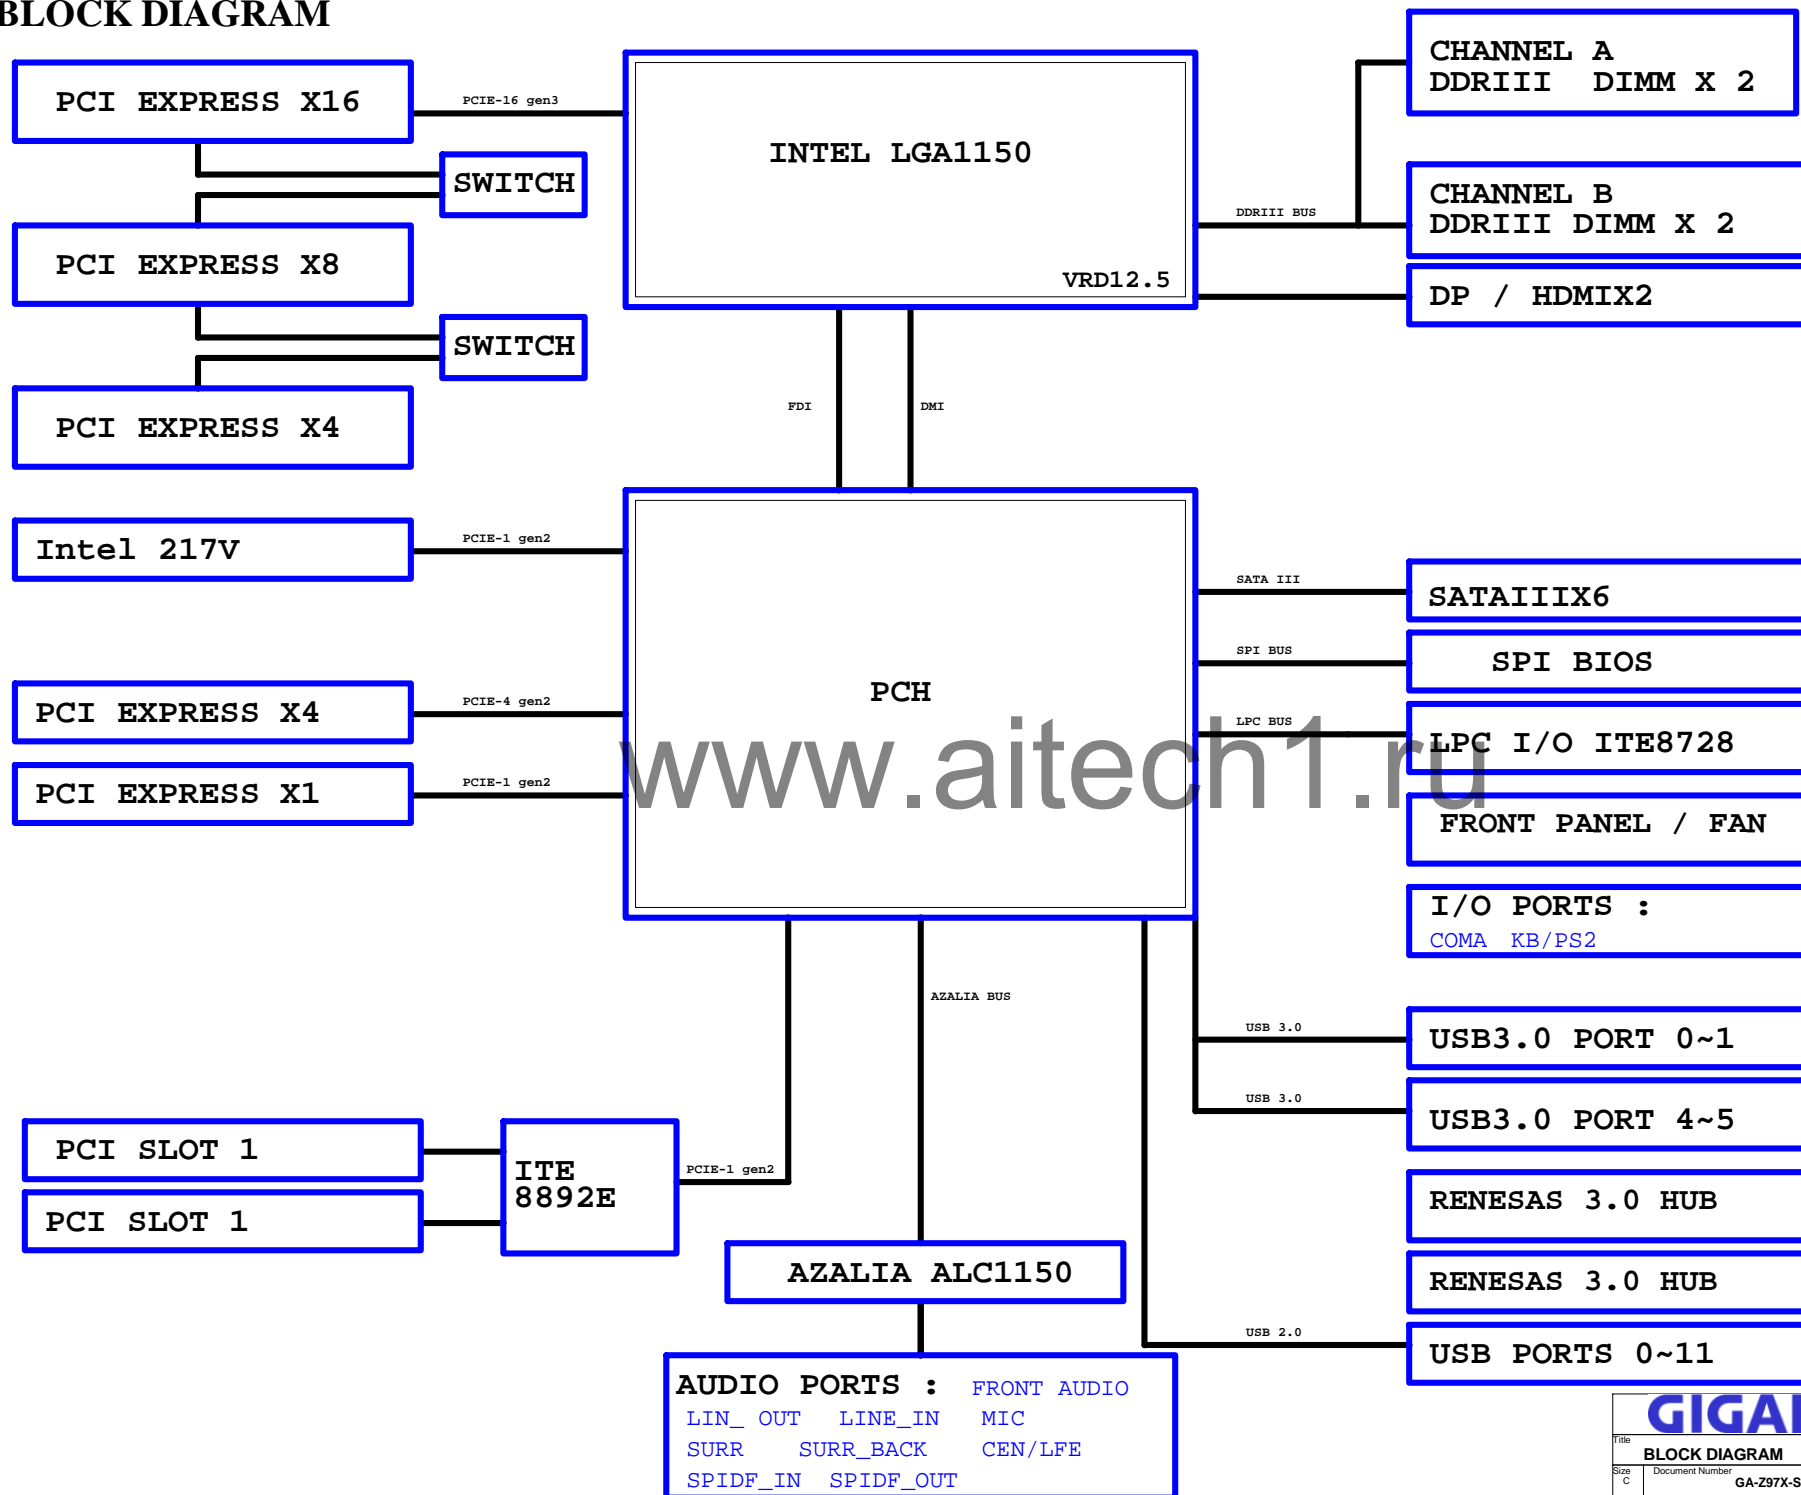 BLOCK DIAGRAM
PCI EXPRESS X16
PCIE-16 gen3
SWITCH
PCI EXPRESS X8
SWITCH
PCI EXPRESS X4
INTEL LGA1150
VRD12.5
DDRIII BUS
CHANNEL A
DDRIII DIMM X 2
CHANNEL B
DDRIII DIMM X 2
DP / HDMIX2
FDI
DMI
Intel 217V
PCIE-1 gen2
PCI EXPRESS X4
PCIE-4 gen2
PCI EXPRESS X1
PCIE-1 gen2
PCH
SATA III
SATAIIIX6
SPI BUS
SPI BIOS
LPC BUS
LPC I/O ITE8728
www.aitech1.ru
FRONT PANEL / FAN
I/O PORTS :
COMA KB/PS2
AZALIA BUS
USB 3.0
USB3.0 PORT 0~1
USB 3.0
USB3.0 PORT 4~5
PCI SLOT 1
PCI SLOT 1
ITE
8892E
PCIE-1 gen2
RENESAS 3.0 HUB
RENESAS 3.0 HUB
AZALIA ALC1150
USB 2.0
USB PORTS 0~11
AUDIO PORTS : FRONT AUDIO
LIN_ OUT LINE_IN MIC
SURR SURR_BACK CEN/LFE
SPIDF_IN SPIDF_OUT
Title
BLOCK DIAGRAM
Size
C
Document Number
GA-Z97X-S